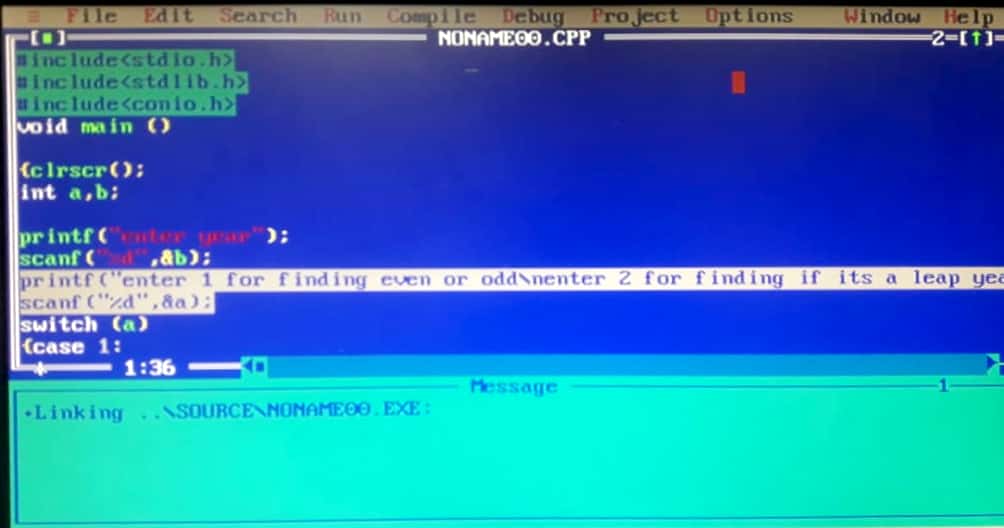 ≡ File Edit Search Run Compile Debug Project Options Window Help
[■] NONAME00.CPP 2=[↑]
#include<stdio.h>
#include<stdlib.h>
#include<conio.h>
void main ()
{clrscr();
int a,b;
printf("enter year");
scanf("%d",&b);
printf("enter 1 for finding even or odd\nenter 2 for finding if its a leap yea
scanf("%d",&a);
switch (a)
{case 1:
1:36
Message 1
•Linking ..\SOURCE\NONAME00.EXE: